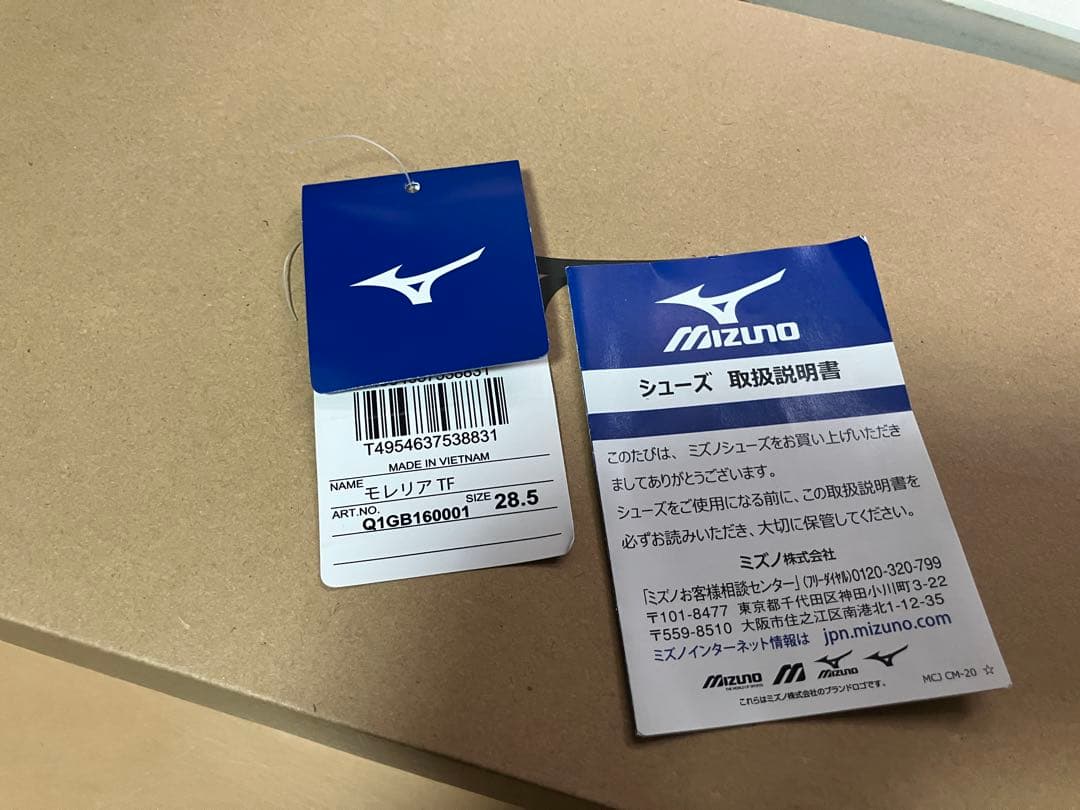 T4954637538831
MADE IN VIETNAM
NAME モレリア TF
ART.NO. Q1GB160001 SIZE 28.5
MIZUNO
シューズ 取扱説明書
このたびは、ミズノシューズをお買い上げいただき
ましてありがとうございます。
シューズをご使用になる前に、この取扱説明書を
必ずお読みいただき、大切に保管してください。
ミズノ株式会社
「ミズノお客様相談センター」(フリーダイヤル)0120-320-799
〒101-8477 東京都千代田区神田小川町3-22
〒559-8510 大阪市住之江区南港北1-12-35
ミズノインターネット情報は jpn.mizuno.com
MIZUNO MIZUNO
THE WORLD OF SPORTS
これらはミズノ株式会社のブランドロゴです。
MCJ CM-20 ☆